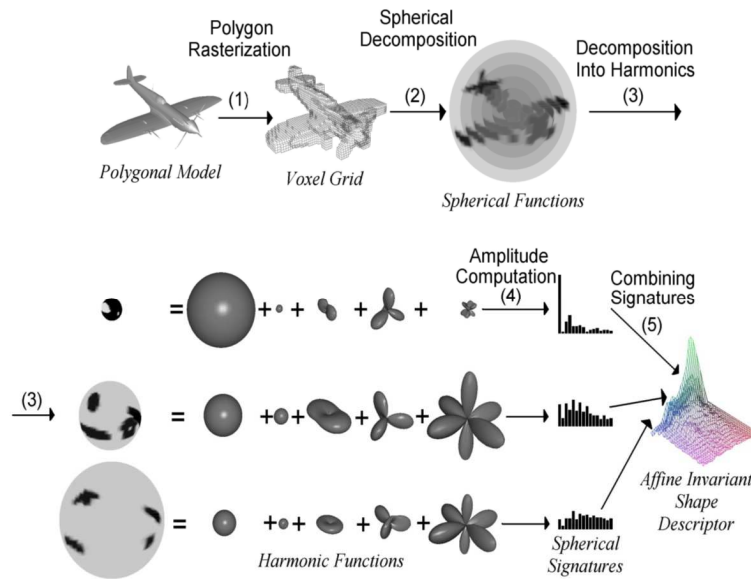 Polygon
Rasterization
(1)
Spherical
Decomposition
(2)
Decomposition
Into Harmonics
(3)
Polygonal Model
Voxel Grid
Spherical Functions
Amplitude
Computation
(4)
Combining
Signatures
(5)
= + + + +
(3)
= + + + +
= + + + +
Harmonic Functions
Spherical
Signatures
Affine Invariant
Shape
Descriptor